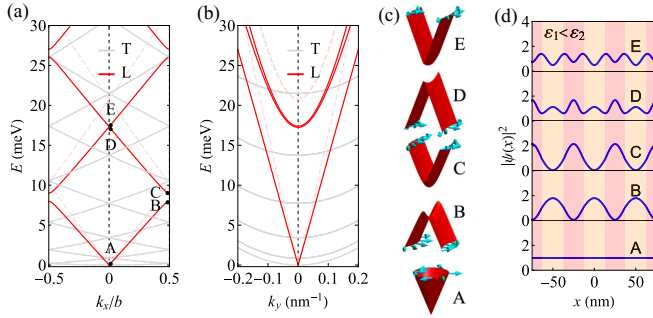 (a)
(b)
(c)
(d)
30
25
20
15
10
5
0
E (meV)
T
L
E
D
C
B
A
−0.5
0
0.5
kₓ/b
30
25
20
15
10
5
0
E (meV)
T
L
−0.2
−0.1
0
0.1
0.2
k_y (nm⁻¹)
E
D
C
B
A
ε₁<ε₂
4
2
0
E
2
0
D
2
0
C
2
0
B
2
0
A
|ψ(x)|²
−50
0
50
x (nm)